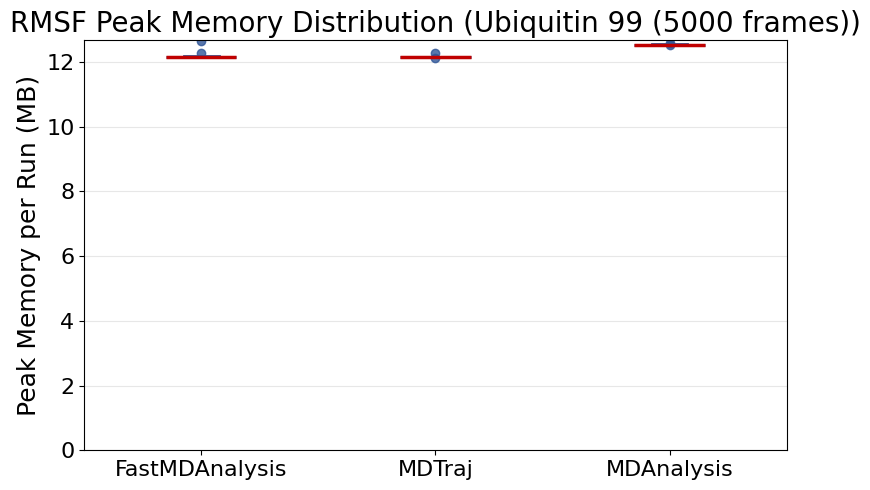 RMSF Peak Memory Distribution (Ubiquitin 99 (5000 frames))
Peak Memory per Run (MB)
12
10
8
6
4
2
0
FastMDAnalysis MDTraj MDAnalysis